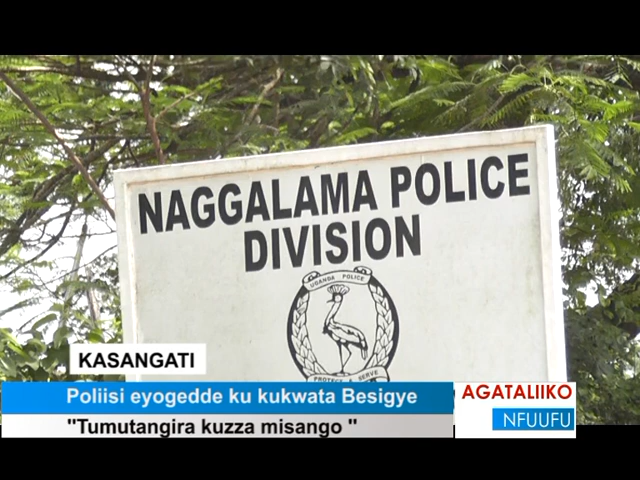 NAGGALAMA POLICE
DIVISION
UGANDA POLICE
PROTECT & SERVE
KASANGATI
Poliisi eyogedde ku kukwata Besigye
"Tumutangira kuzza misango "
AGATALIIKO
NFUUFU